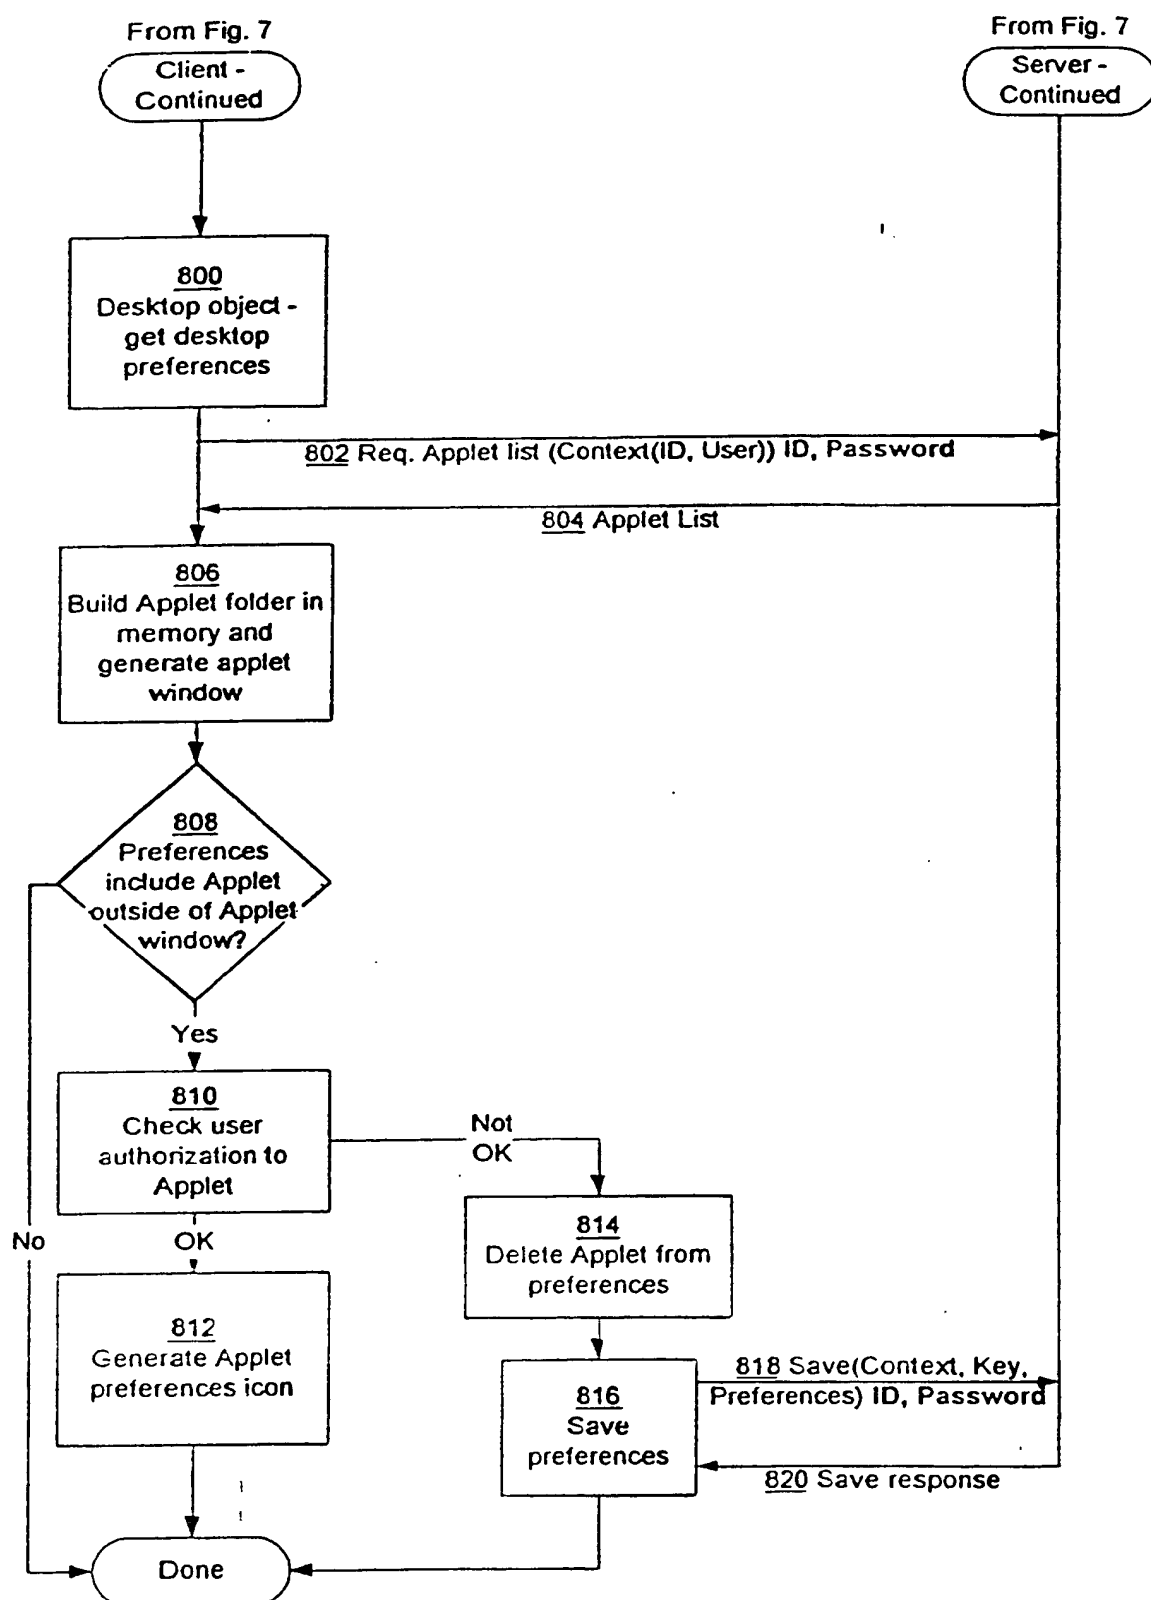 From Fig. 7
Client -
Continued
From Fig. 7
Server -
Continued
800
Desktop object -
get desktop
preferences
802 Req. Applet list (Context(ID, User)) ID, Password
804 Applet List
806
Build Applet folder in
memory and
generate applet
window
808
Preferences
include Applet
outside of Applet
window?
Yes
No
810
Check user
authorization to
Applet
Not
OK
OK
812
Generate Applet
preferences icon
814
Delete Applet from
preferences
816
Save
preferences
818 Save(Context, Key,
Preferences) ID, Password
820 Save response
Done